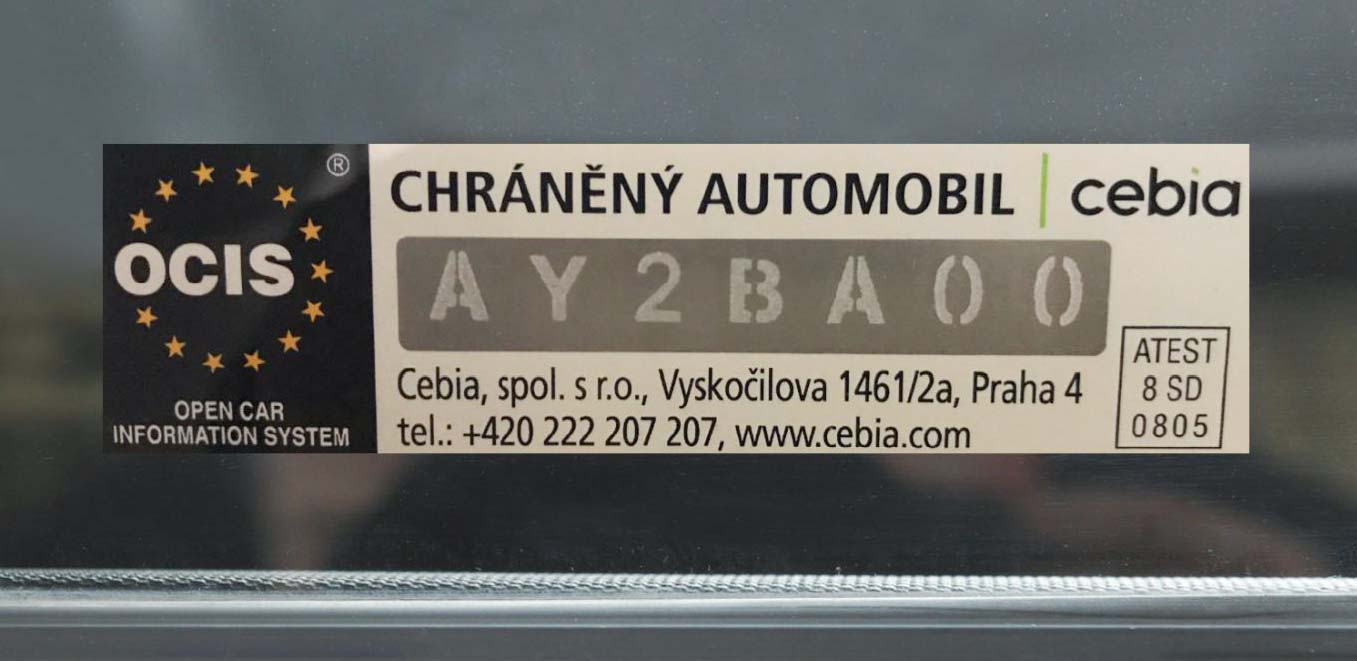 OCIS ®
OPEN CAR
INFORMATION SYSTEM
CHRÁNĚNÝ AUTOMOBIL | cebia
AY2BA00
Cebia, spol. s r.o., Vyskočilova 1461/2a, Praha 4
tel.: +420 222 207 207, www.cebia.com
ATEST
8 SD
0805